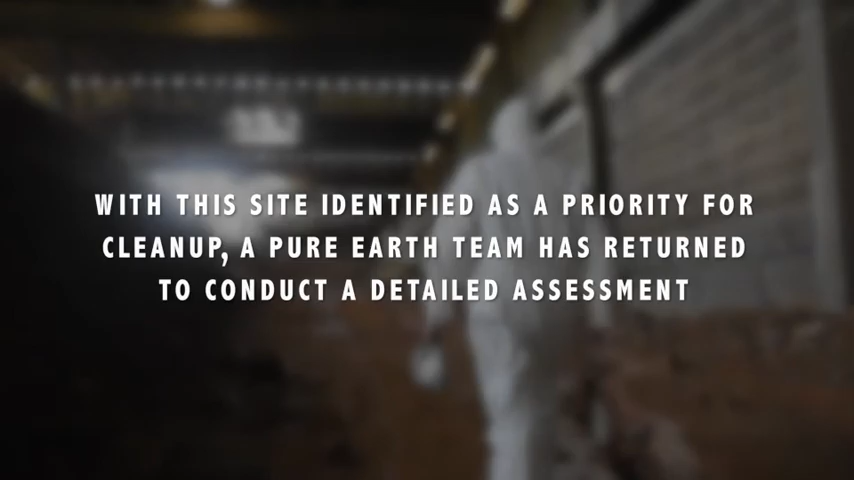 WITH THIS SITE IDENTIFIED AS A PRIORITY FOR
CLEANUP, A PURE EARTH TEAM HAS RETURNED
TO CONDUCT A DETAILED ASSESSMENT